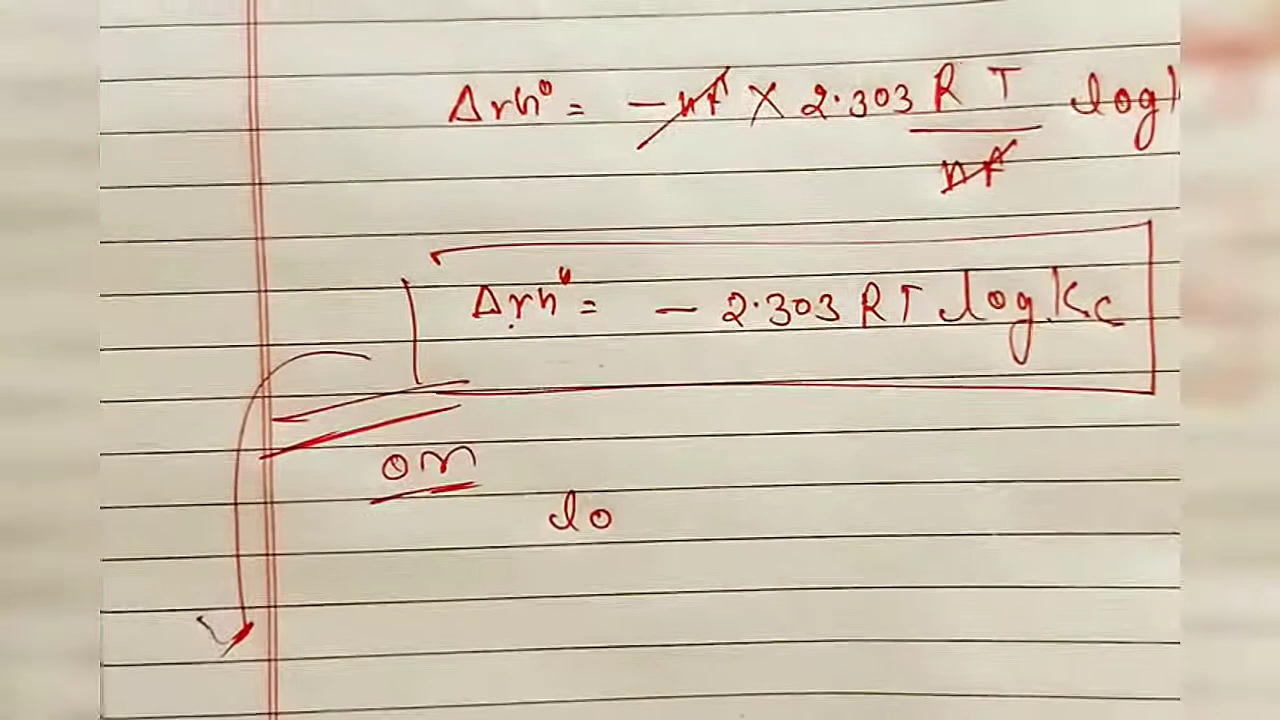 Δrh° = - nf × 2.303 RT/nf log K
Δrh° = - 2.303 RT log Kc
or
lo